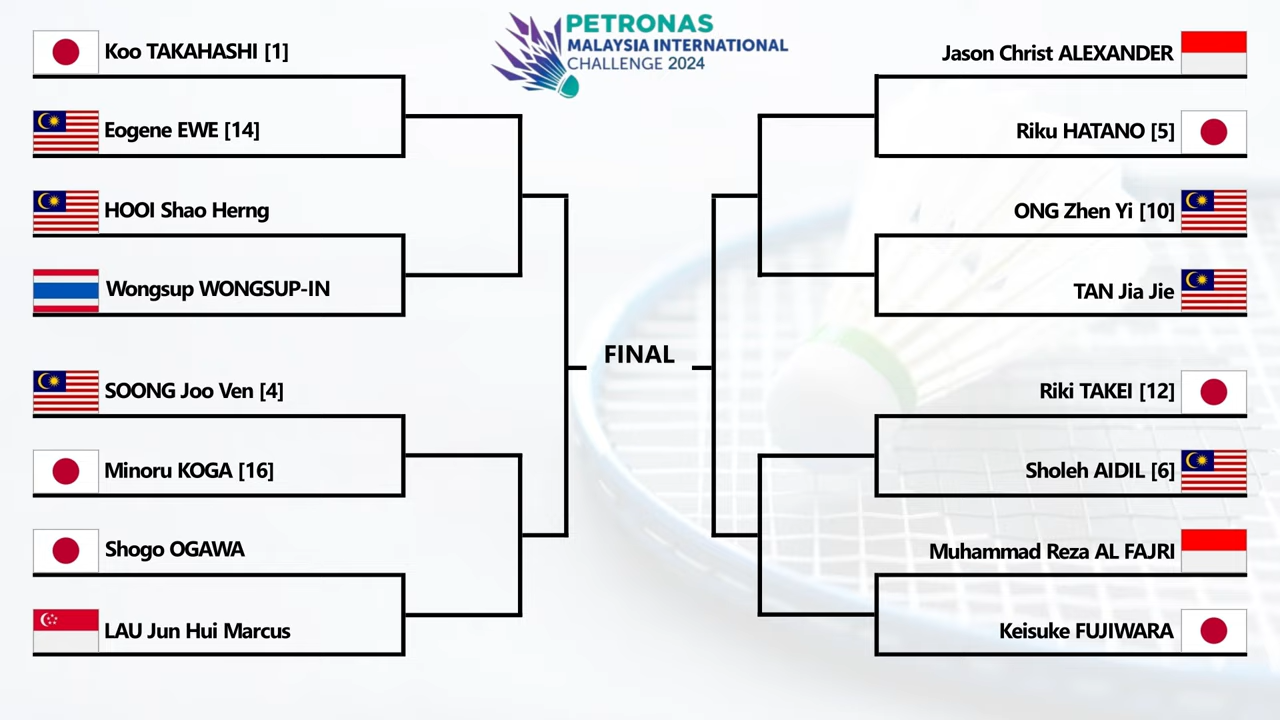 PETRONAS
MALAYSIA INTERNATIONAL
CHALLENGE 2024
Koo TAKAHASHI [1]
Eogene EWE [14]
HOOI Shao Herng
Wongsup WONGSUP-IN
SOONG Joo Ven [4]
Minoru KOGA [16]
Shogo OGAWA
LAU Jun Hui Marcus
FINAL
Jason Christ ALEXANDER
Riku HATANO [5]
ONG Zhen Yi [10]
TAN Jia Jie
Riki TAKEI [12]
Sholeh AIDIL [6]
Muhammad Reza AL FAJRI
Keisuke FUJIWARA